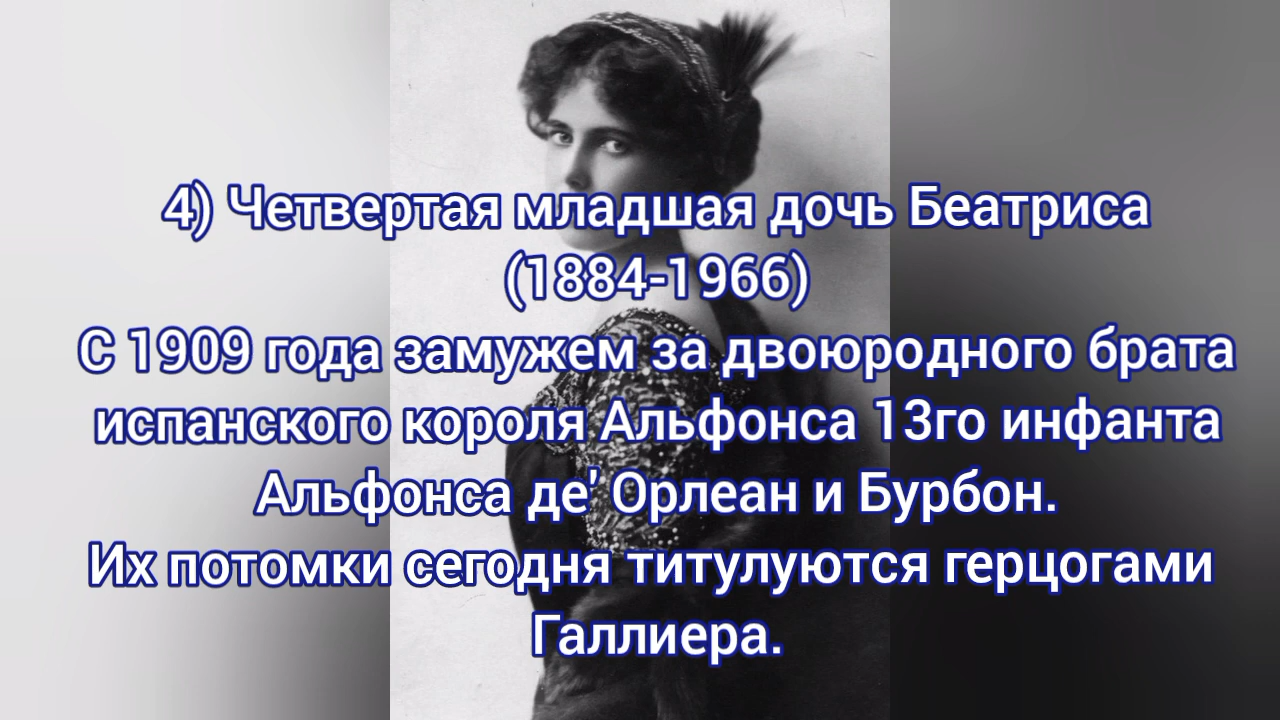 4) Четвертая младшая дочь Беатриса
(1884-1966)
С 1909 года замужем за двоюродного брата
испанского короля Альфонса 13го инфанта
Альфонса де' Орлеан и Бурбон.
Их потомки сегодня титулуются герцогами
Галлиера.